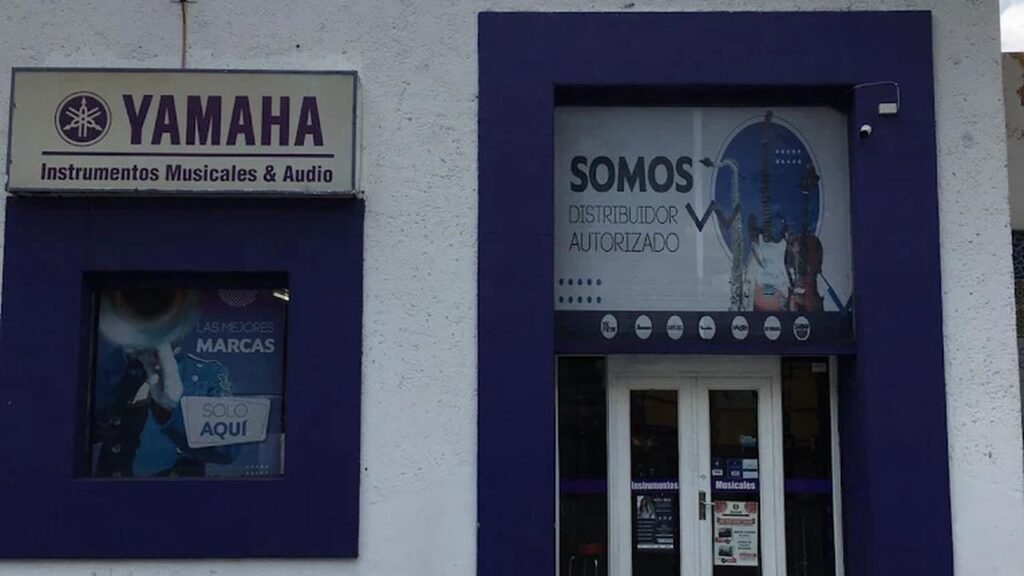 YAMAHA
Instrumentos Musicales & Audio
SOMOS
DISTRIBUIDOR
AUTORIZADO
LAS MEJORES
MARCAS
SOLO
AQUÍ
Instrumentos Musicales